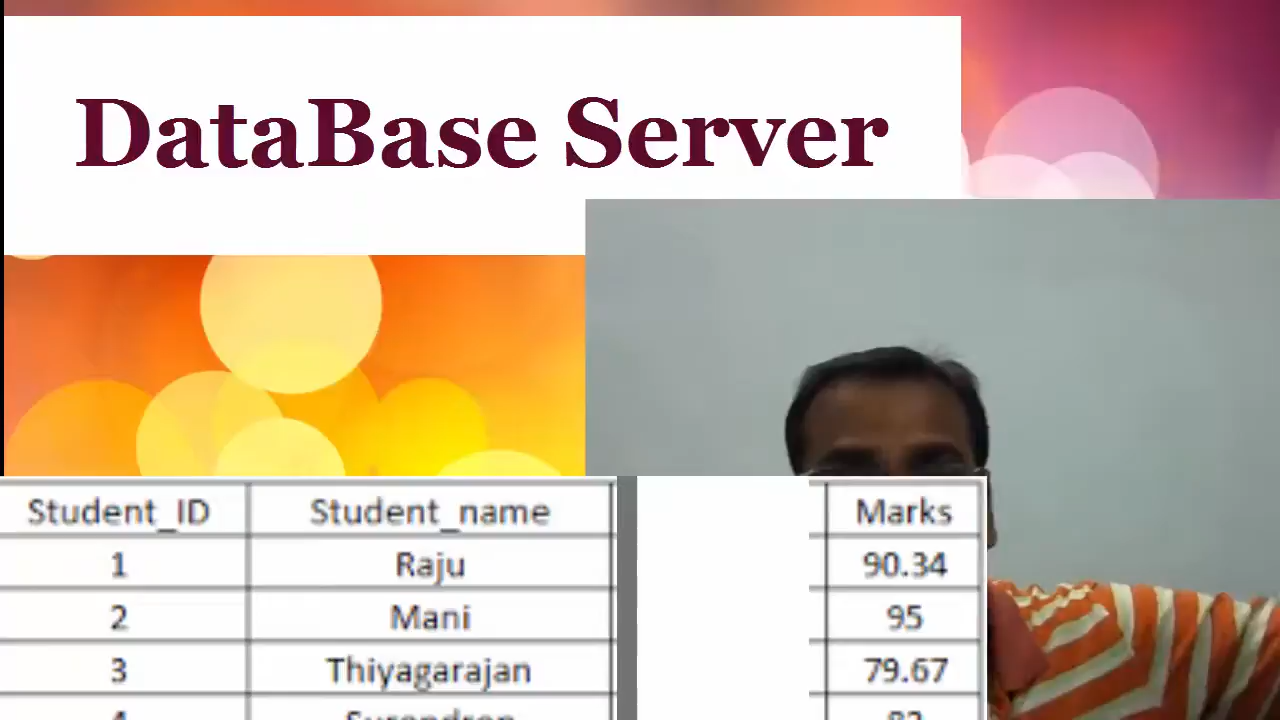 DataBase Server
Student_ID Student_name Marks
1 Raju 90.34
2 Mani 95
3 Thiyagarajan 79.67